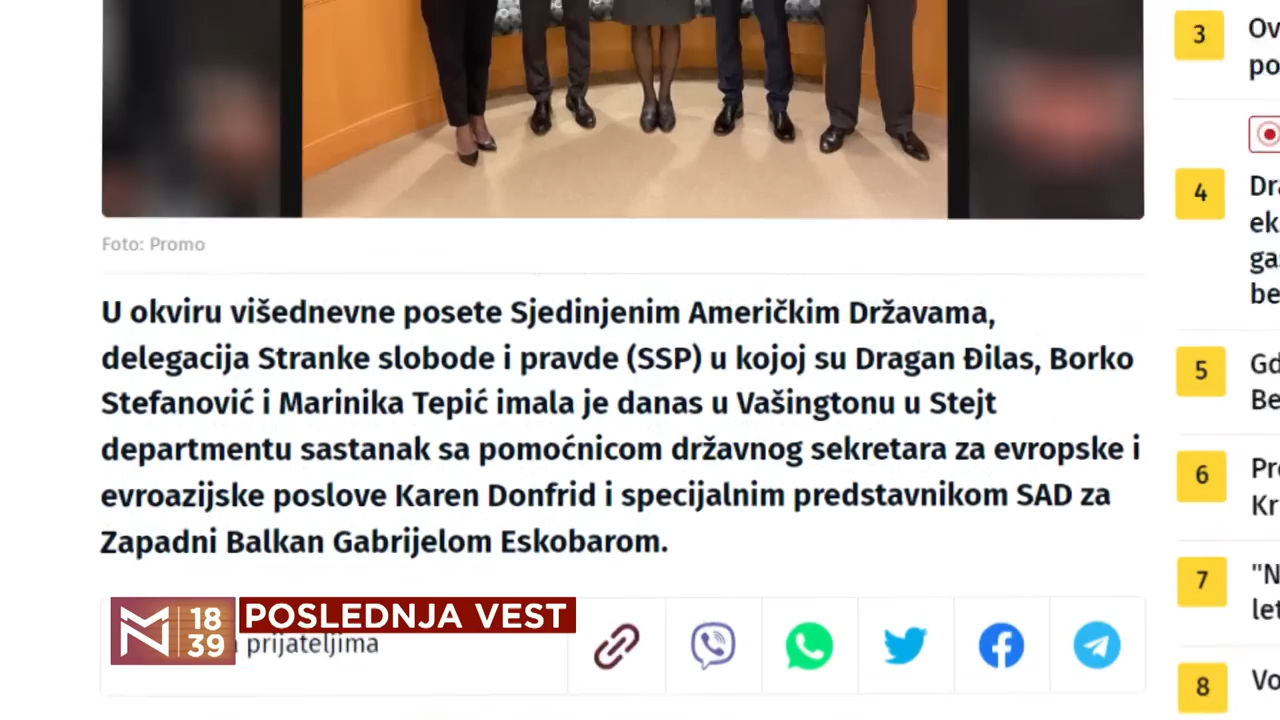 Foto: Promo
U okviru višednevne posete Sjedinjenim Američkim Državama,
delegacija Stranke slobode i pravde (SSP) u kojoj su Dragan Đilas, Borko
Stefanović i Marinika Tepić imala je danas u Vašingtonu u Stejt
departmentu sastanak sa pomoćnicom državnog sekretara za evropske i
evroazijske poslove Karen Donfrid i specijalnim predstavnikom SAD za
Zapadni Balkan Gabrijelom Eskobarom.
prijateljima
18
39
POSLEDNJA VEST
3
4
5
6
7
8